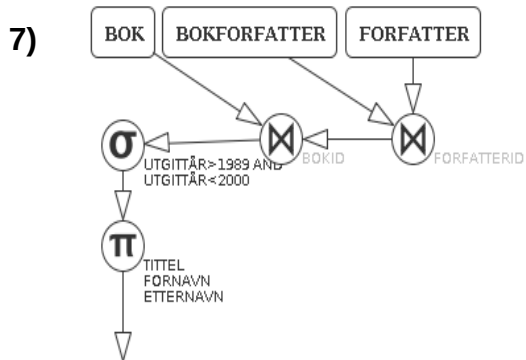 7)
BOK
BOKFORFATTER
FORFATTER
⋈
BOKID
⋈
FORFATTERID
σ
UTGITTÅR>1989 AND
UTGITTÅR<2000
π
TITTEL
FORNAVN
ETTERNAVN